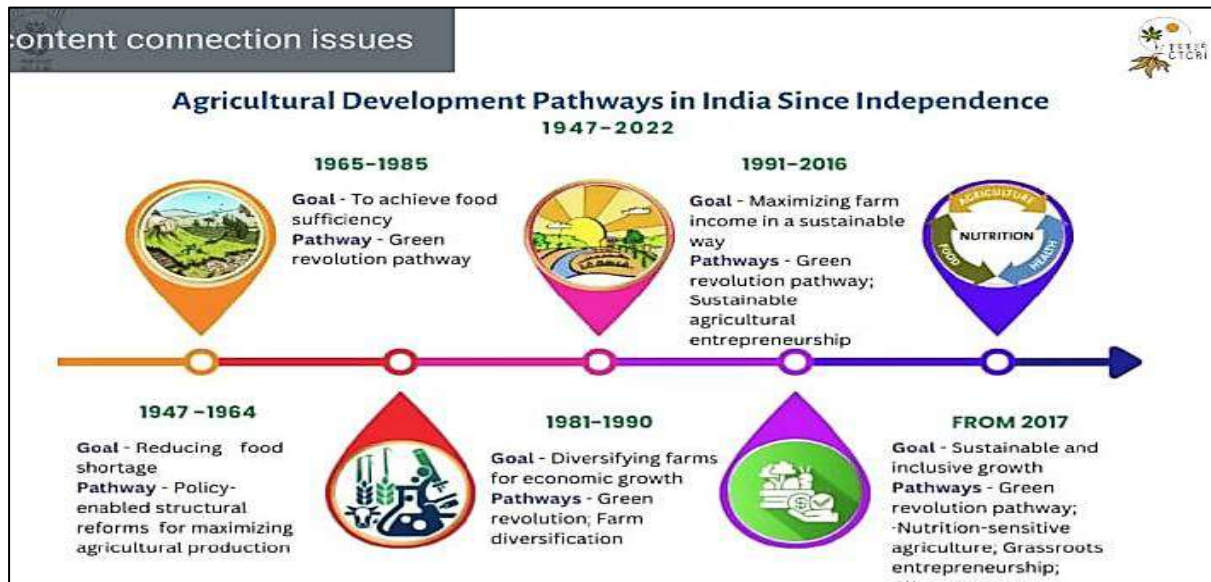 content connection issues
CTCRI
Agricultural Development Pathways in India Since Independence
1947-2022
1965-1985
Goal - To achieve food
sufficiency
Pathway - Green
revolution pathway
1991-2016
Goal - Maximizing farm
income in a sustainable
way
Pathways - Green
revolution pathway;
Sustainable
agricultural
entrepreneurship
AGRICULTURE
NUTRITION
FOOD
HEALTH
1947 -1964
Goal - Reducing food
shortage
Pathway - Policy-
enabled structural
reforms for maximizing
agricultural production
1981-1990
Goal - Diversifying farms
for economic growth
Pathways - Green
revolution; Farm
diversification
FROM 2017
Goal - Sustainable and
inclusive growth
Pathways - Green
revolution pathway;
-Nutrition-sensitive
agriculture; Grassroots
entrepreneurship;